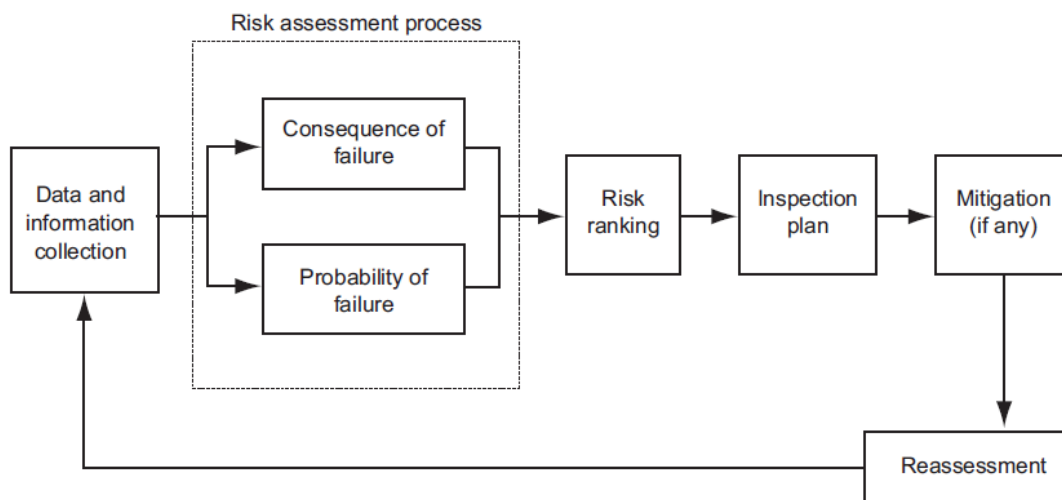 Risk assessment process
Consequence of
failure
Data and
information
collection
Probability of
failure
Risk
ranking
Inspection
plan
Mitigation
(if any)
Reassessment